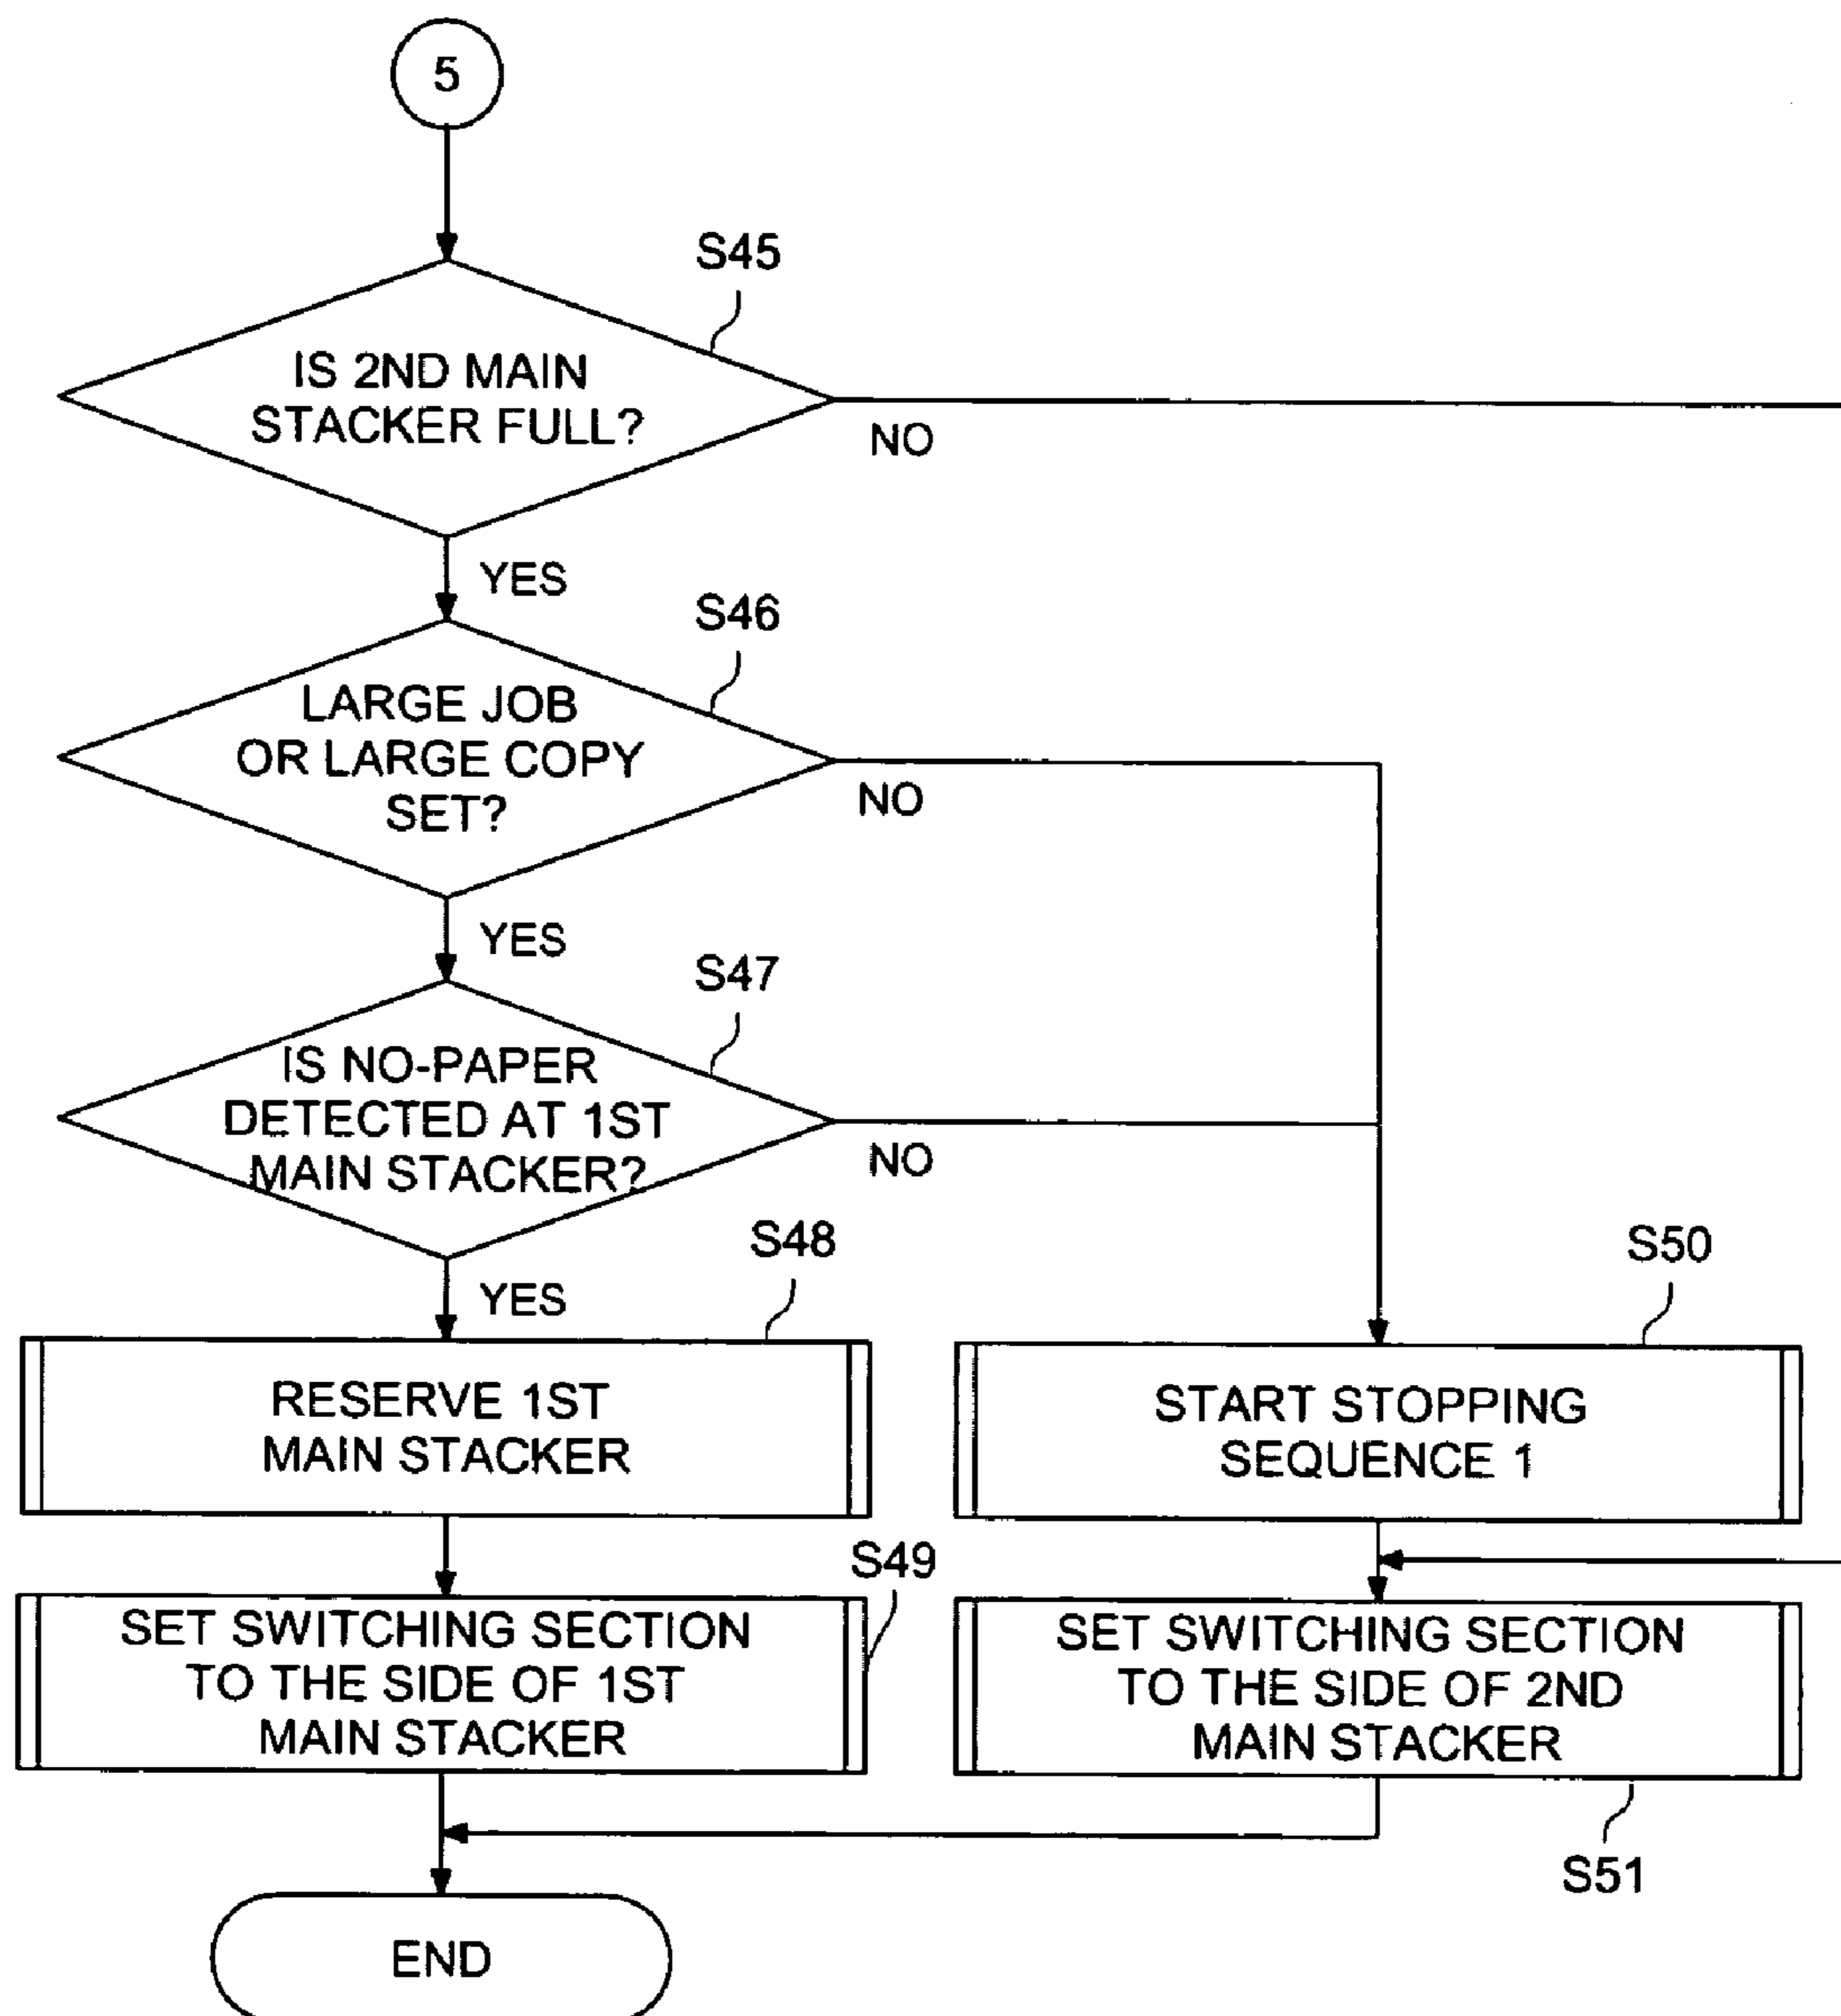 5
S45
IS 2ND MAIN
STACKER FULL?
NO
YES
S46
LARGE JOB
OR LARGE COPY
SET?
NO
YES
S47
IS NO-PAPER
DETECTED AT 1ST
MAIN STACKER?
NO
YES
S48
RESERVE 1ST
MAIN STACKER
S50
START STOPPING
SEQUENCE 1
S49
SET SWITCHING SECTION
TO THE SIDE OF 1ST
MAIN STACKER
SET SWITCHING SECTION
TO THE SIDE OF 2ND
MAIN STACKER
S51
END